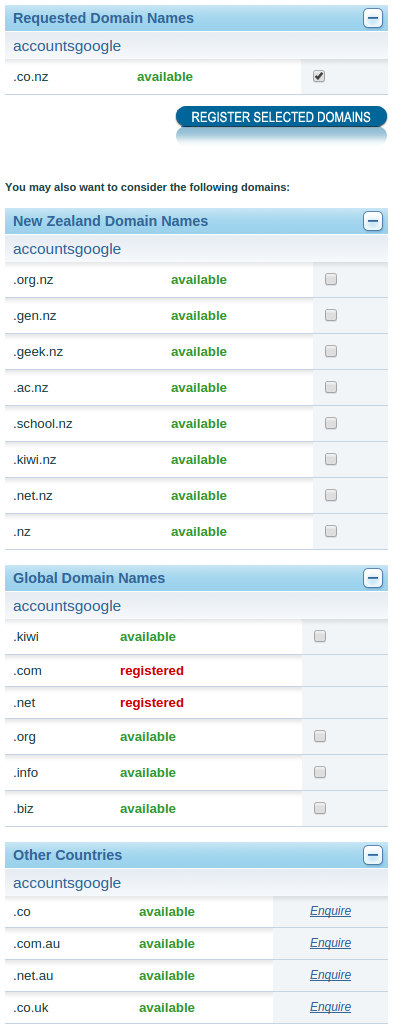 Requested Domain Names
accountsgoogle
.co.nz available
REGISTER SELECTED DOMAINS
You may also want to consider the following domains:
New Zealand Domain Names
accountsgoogle
.org.nz available
.gen.nz available
.geek.nz available
.ac.nz available
.school.nz available
.kiwi.nz available
.net.nz available
.nz available
Global Domain Names
accountsgoogle
.kiwi available
.com registered
.net registered
.org available
.info available
.biz available
Other Countries
accountsgoogle
.co available Enquire
.com.au available Enquire
.net.au available Enquire
.co.uk available Enquire